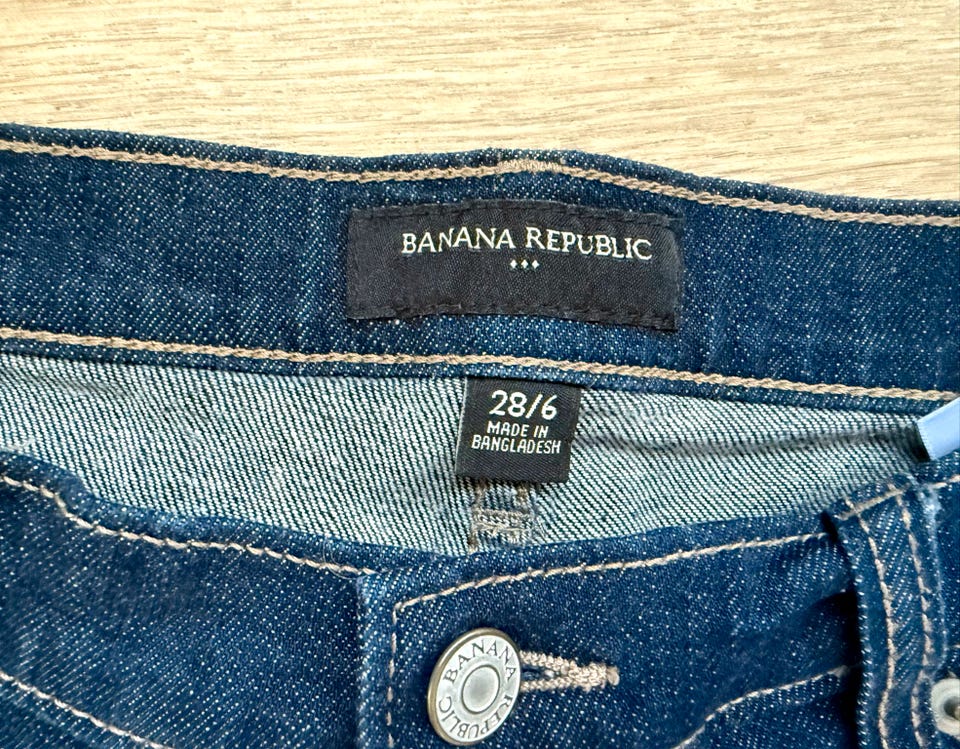 BANANA REPUBLIC
28/6
MADE IN
BANGLADESH
BANANA REPUBLIC